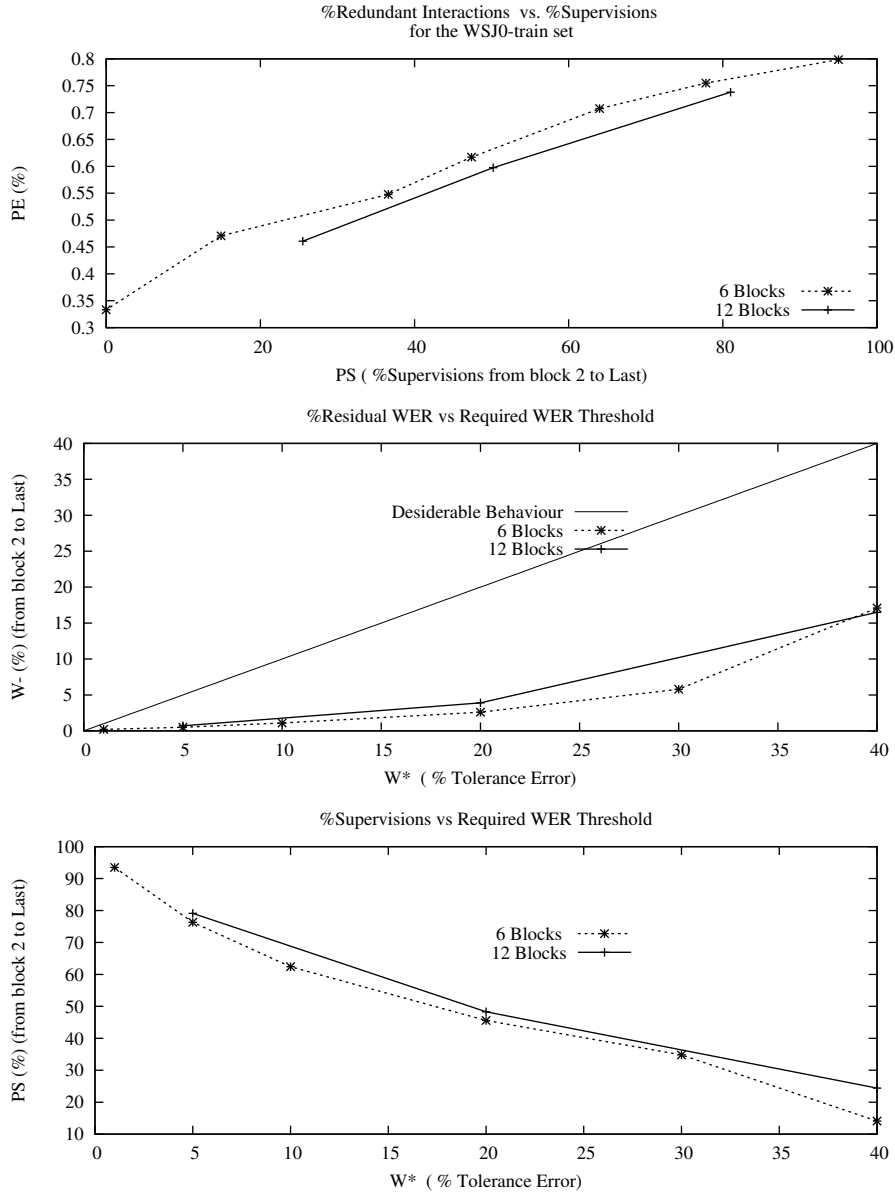 %Redundant Interactions vs. %Supervisions
for the WSJ0-train set
0.8
0.75
0.7
0.65
0.6
0.55
0.5
0.45
0.4
0.35
0.3
PE (%)
6 Blocks
12 Blocks
0 20 40 60 80 100
PS ( %Supervisions from block 2 to Last)
%Residual WER vs Required WER Threshold
40
35
30
25
20
15
10
5
0
W- (%) (from block 2 to Last)
Desiderable Behaviour
6 Blocks
12 Blocks
0 5 10 15 20 25 30 35 40
W* ( % Tolerance Error)
%Supervisions vs Required WER Threshold
100
90
80
70
60
50
40
30
20
10
PS (%) (from block 2 to Last)
6 Blocks
12 Blocks
0 5 10 15 20 25 30 35 40
W* ( % Tolerance Error)